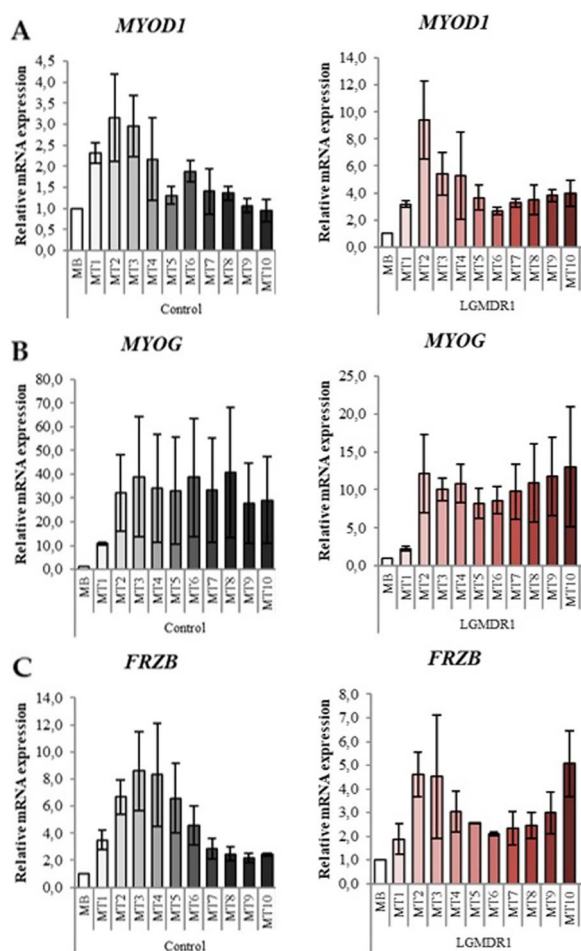 A
MYOD1
Relative mRNA expression
4,5
4,0
3,5
3,0
2,5
2,0
1,5
1,0
0,5
0,0
MB
MT1
MT2
MT3
MT4
MT5
MT6
MT7
MT8
MT9
MT10
Control
MYOD1
Relative mRNA expression
14,0
12,0
10,0
8,0
6,0
4,0
2,0
0,0
MB
MT1
MT2
MT3
MT4
MT5
MT6
MT7
MT8
MT9
MT10
LGMDR1
B
MYOG
Relative mRNA expression
80,0
70,0
60,0
50,0
40,0
30,0
20,0
10,0
0,0
MB
MT1
MT2
MT3
MT4
MT5
MT6
MT7
MT8
MT9
MT10
Control
MYOG
Relative mRNA expression
25,0
20,0
15,0
10,0
5,0
0,0
MB
MT1
MT2
MT3
MT4
MT5
MT6
MT7
MT8
MT9
MT10
LGMDR1
C
FRZB
Relative mRNA expression
14,0
12,0
10,0
8,0
6,0
4,0
2,0
0,0
MB
MT1
MT2
MT3
MT4
MT5
MT6
MT7
MT8
MT9
MT10
Control
FRZB
Relative mRNA expression
8,0
7,0
6,0
5,0
4,0
3,0
2,0
1,0
0,0
MB
MT1
MT2
MT3
MT4
MT5
MT6
MT7
MT8
MT9
MT10
LGMDR1